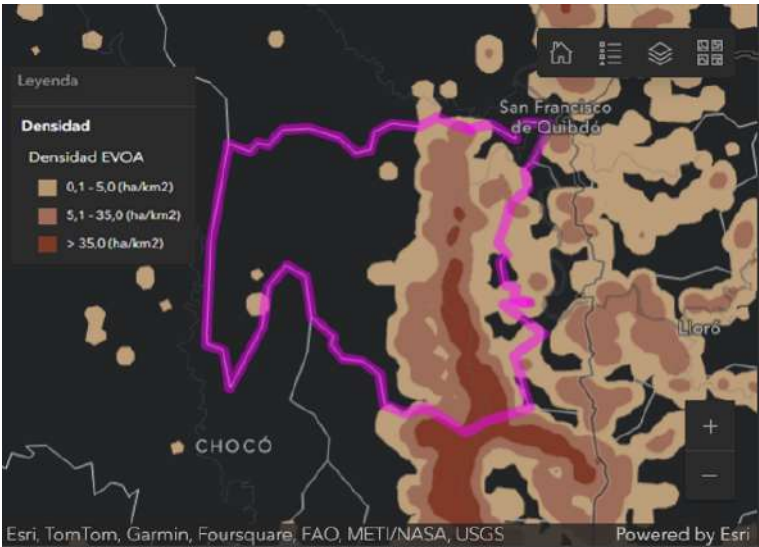 San Francisco
de Quibdó
Leyenda
Densidad
Densidad EVOA
0,1 - 5,0 (ha/km2)
5,1 - 35,0 (ha/km2)
> 35,0 (ha/km2)
Lloró
CHOCÓ
+
−
Esri, TomTom, Garmin, Foursquare, FAO, METI/NASA, USGS
Powered by Esri